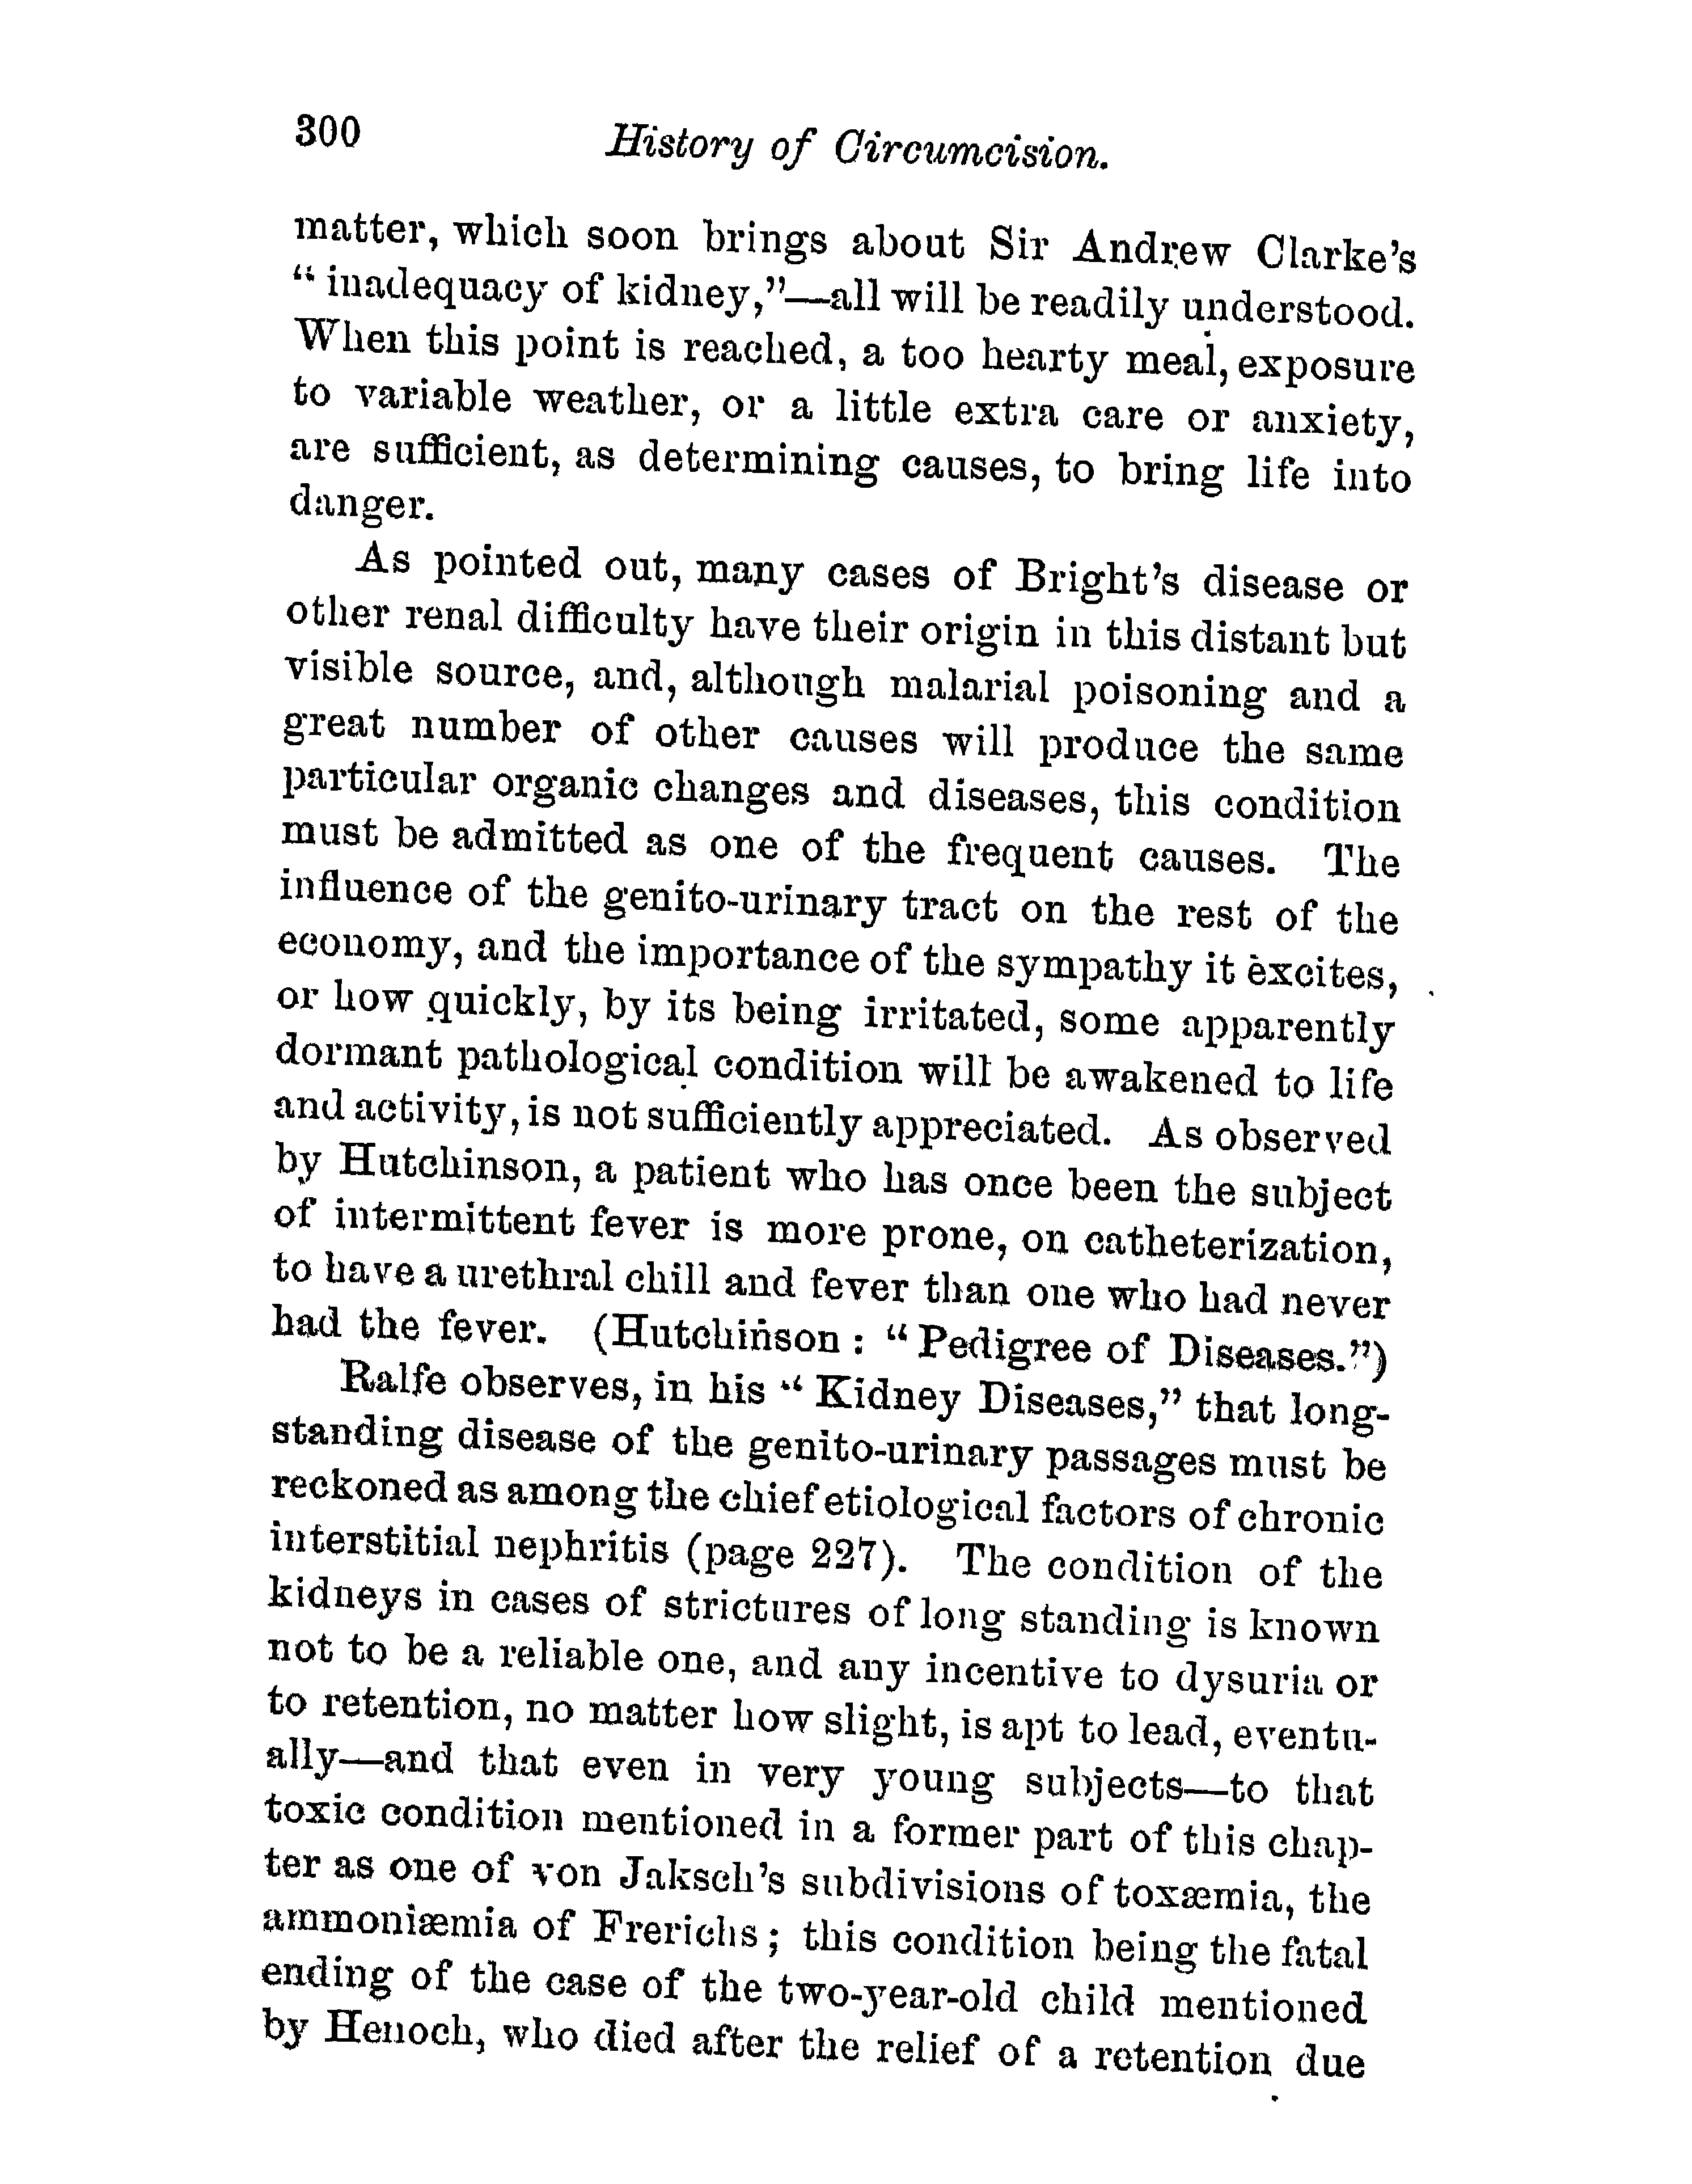 300 History of Circumcision.
matter, which soon brings about Sir Andrew Clarke's
“ inadequacy of kidney,”—all will be readily understood.
When this point is reached, a too hearty meal, exposure
to variable weather, or a little extra care or anxiety,
are sufficient, as determining causes, to bring life into
danger.
As pointed out, many cases of Bright's disease or
other renal difficulty have their origin in this distant but
visible source, and, although malarial poisoning and a
great number of other causes will produce the same
particular organic changes and diseases, this condition
must be admitted as one of the frequent causes. The
influence of the genito-urinary tract on the rest of the
economy, and the importance of the sympathy it excites,
or how quickly, by its being irritated, some apparently
dormant pathological condition will be awakened to life
and activity, is not sufficiently appreciated. As observed
by Hutchinson, a patient who has once been the subject
of intermittent fever is more prone, on catheterization,
to have a urethral chill and fever than one who had never
had the fever. (Hutchinson : “ Pedigree of Diseases.”)
Ralfe observes, in his “ Kidney Diseases,” that long-
standing disease of the genito-urinary passages must be
reckoned as among the chief etiological factors of chronic
interstitial nephritis (page 227). The condition of the
kidneys in cases of strictures of long standing is known
not to be a reliable one, and any incentive to dysuria or
to retention, no matter how slight, is apt to lead, eventu-
ally—and that even in very young subjects—to that
toxic condition mentioned in a former part of this chap-
ter as one of von Jaksch's subdivisions of toxæmia, the
ammoniæmia of Frerichs ; this condition being the fatal
ending of the case of the two-year-old child mentioned
by Henoch, who died after the relief of a retention due